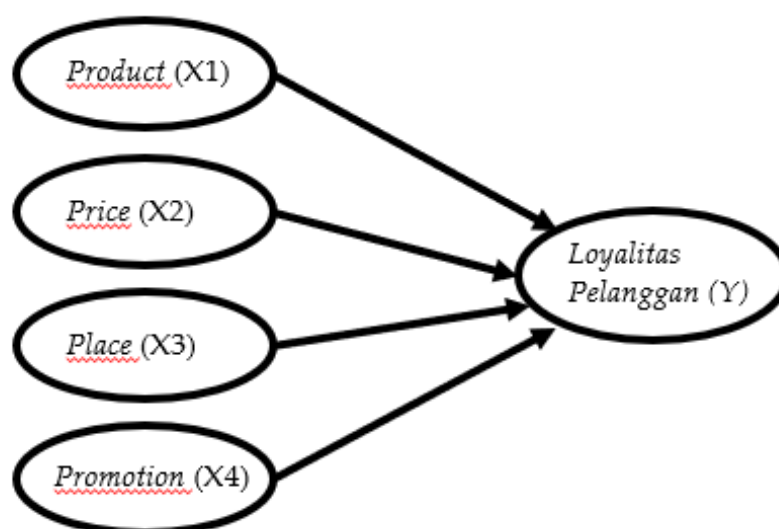 Product (X1)
Price (X2)
Place (X3)
Promotion (X4)
Loyalitas
Pelanggan (Y)